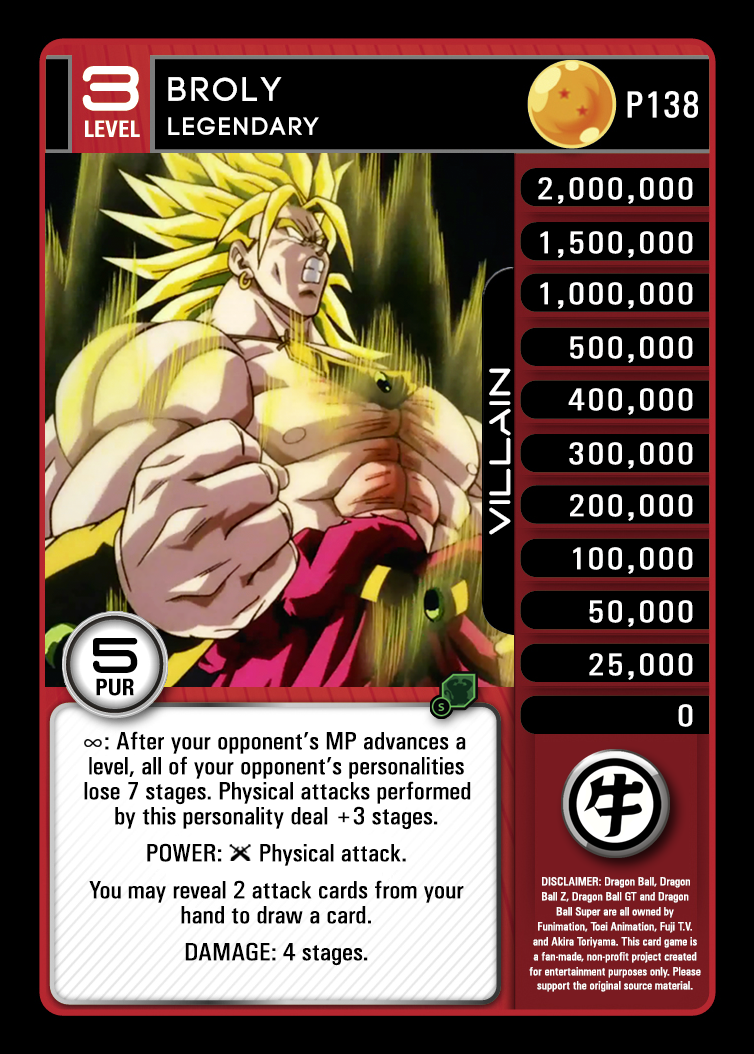 3
LEVEL
BROLY
LEGENDARY
P138
2,000,000
1,500,000
1,000,000
500,000
400,000
300,000
200,000
100,000
50,000
25,000
0
VILLAIN
5
PUR
S
∞: After your opponent's MP advances a
level, all of your opponent's personalities
lose 7 stages. Physical attacks performed
by this personality deal +3 stages.
POWER: Physical attack.
You may reveal 2 attack cards from your
hand to draw a card.
DAMAGE: 4 stages.
牛
DISCLAIMER: Dragon Ball, Dragon
Ball Z, Dragon Ball GT and Dragon
Ball Super are all owned by
Funimation, Toei Animation, Fuji T.V.
and Akira Toriyama. This card game is
a fan-made, non-profit project created
for entertainment purposes only. Please
support the original source material.